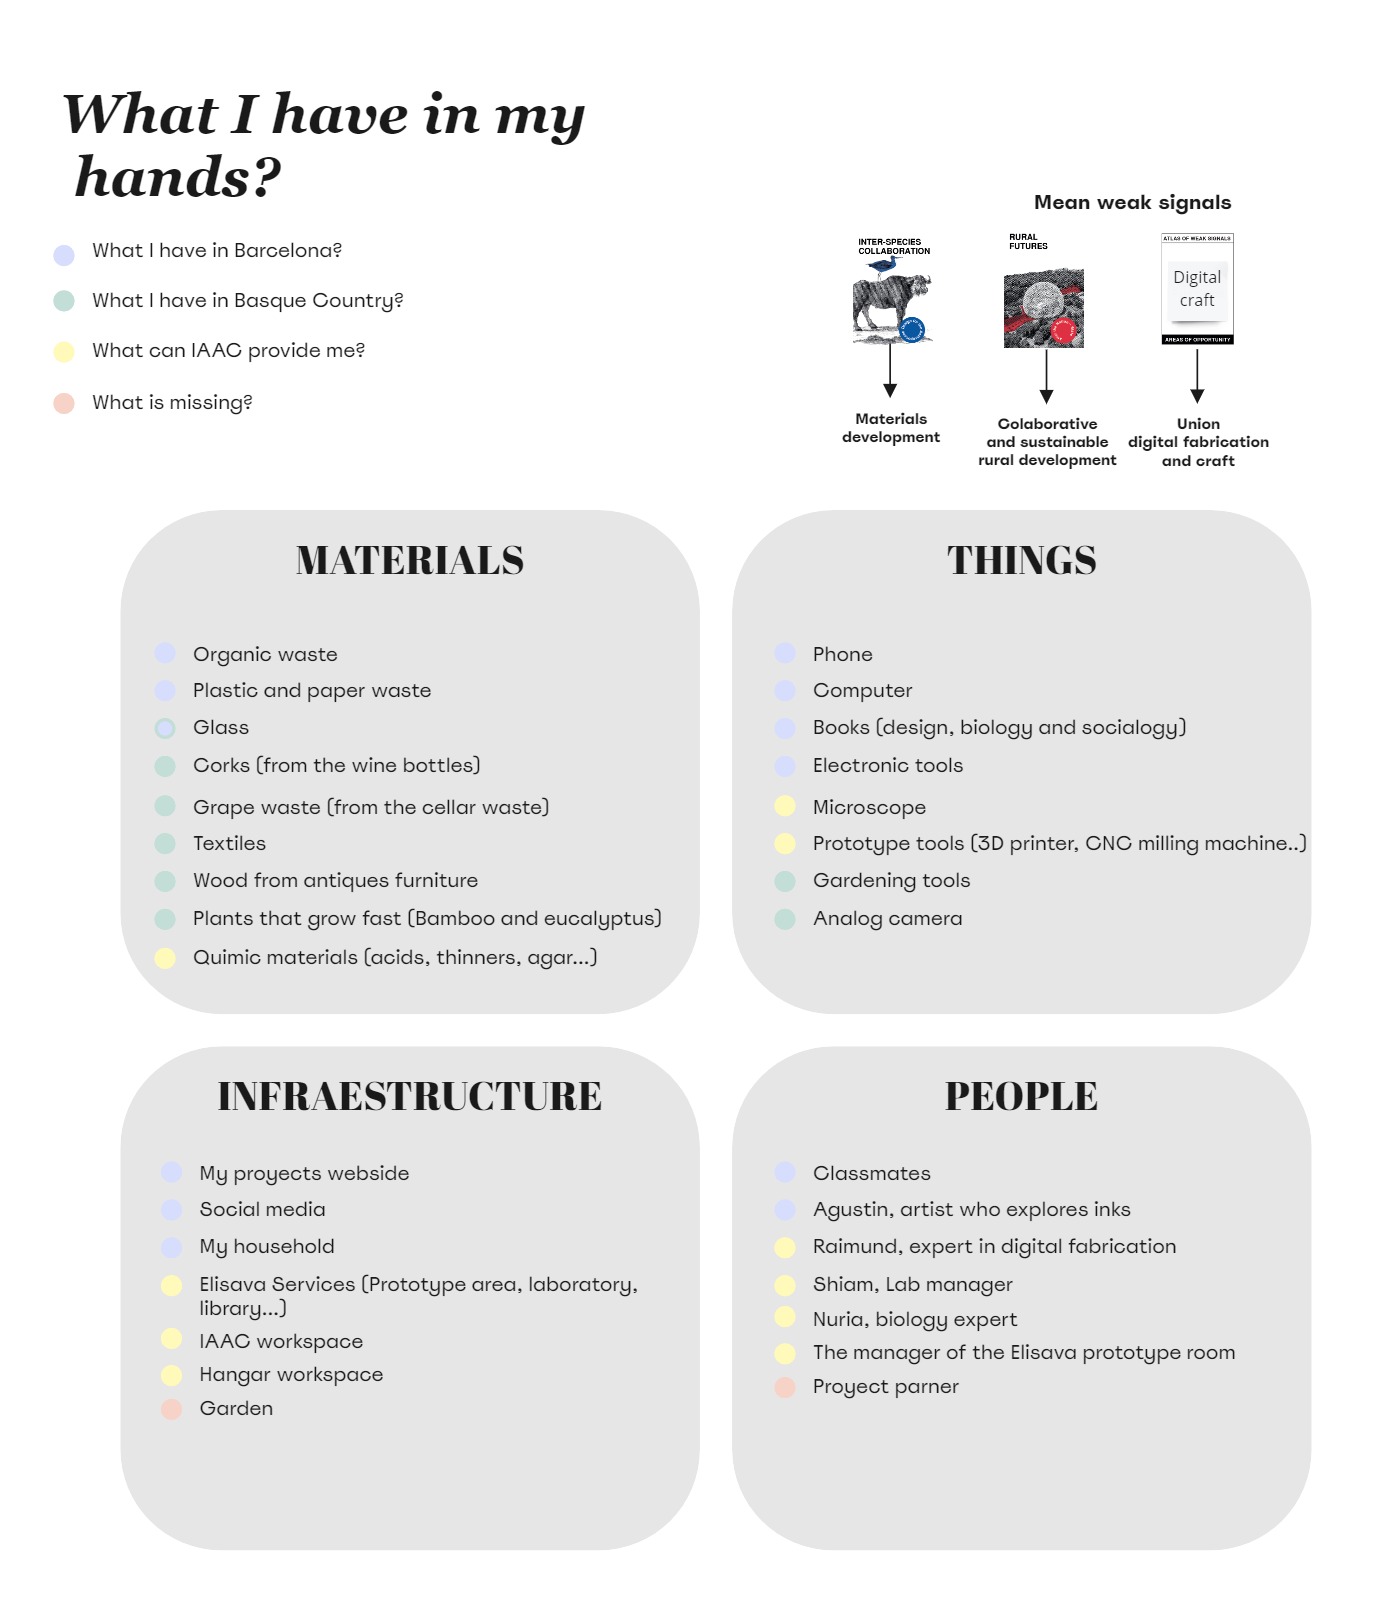 What I have in my
hands?
What I have in Barcelona?
What I have in Basque Country?
What can IAAC provide me?
What is missing?
Mean weak signals
INTER-SPECIES
COLLABORATION
RURAL
FUTURES
ATLAS OF WEAK SIGNALS
Digital
craft
AREAS OF OPPORTUNITY
Materials
development
Colaborative
and sustainable
rural development
Union
digital fabrication
and craft
MATERIALS
Organic waste
Plastic and paper waste
Glass
Corks (from the wine bottles)
Grape waste (from the cellar waste)
Textiles
Wood from antiques furniture
Plants that grow fast (Bamboo and eucalyptus)
Quimic materials (acids, thinners, agar...)
THINGS
Phone
Computer
Books (design, biology and socialogy)
Electronic tools
Microscope
Prototype tools (3D printer, CNC milling machine..)
Gardening tools
Analog camera
INFRAESTRUCTURE
My proyects webside
Social media
My household
Elisava Services (Prototype area, laboratory,
library...)
IAAC workspace
Hangar workspace
Garden
PEOPLE
Classmates
Agustin, artist who explores inks
Raimund, expert in digital fabrication
Shiam, Lab manager
Nuria, biology expert
The manager of the Elisava prototype room
Proyect parner